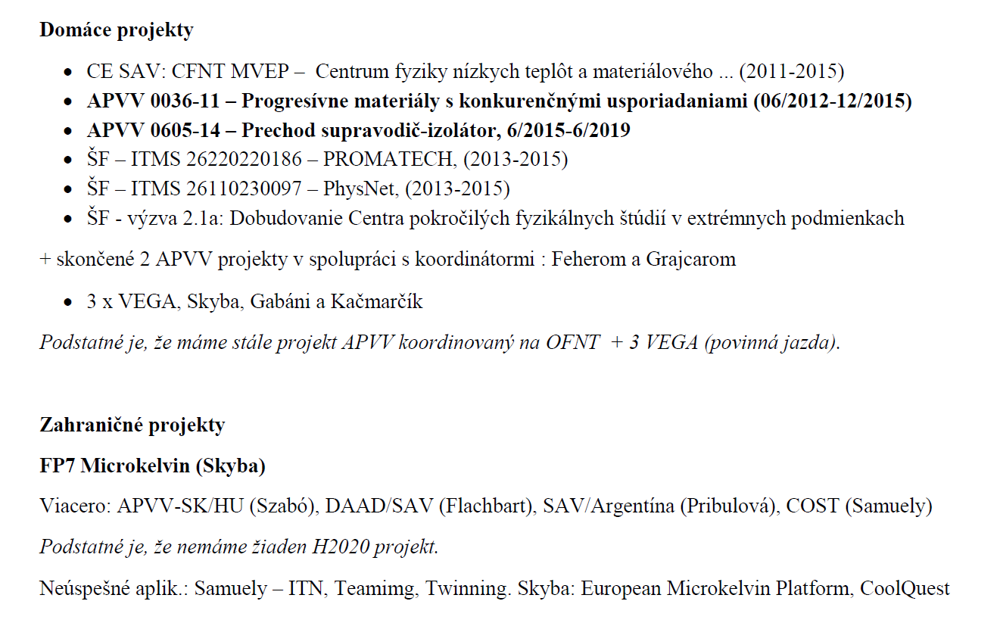 Domáce projekty
• CE SAV: CFNT MVEP – Centrum fyziky nízkych teplôt a materiálového ... (2011-2015)
• APVV 0036-11 – Progresívne materiály s konkurenčnými usporiadaniami (06/2012-12/2015)
• APVV 0605-14 – Prechod supravodič-izolátor, 6/2015-6/2019
• ŠF – ITMS 26220220186 – PROMATECH, (2013-2015)
• ŠF – ITMS 26110230097 – PhysNet, (2013-2015)
• ŠF - výzva 2.1a: Dobudovanie Centra pokročilých fyzikálnych štúdií v extrémnych podmienkach
+ skončené 2 APVV projekty v spolupráci s koordinátormi : Feherom a Grajcarom
• 3 x VEGA, Skyba, Gabáni a Kačmarčík
Podstatné je, že máme stále projekt APVV koordinovaný na OFNT + 3 VEGA (povinná jazda).
Zahraničné projekty
FP7 Microkelvin (Skyba)
Viacero: APVV-SK/HU (Szabó), DAAD/SAV (Flachbart), SAV/Argentína (Pribulová), COST (Samuely)
Podstatné je, že nemáme žiaden H2020 projekt.
Neúspešné aplik.: Samuely – ITN, Teamimg, Twinning. Skyba: European Microkelvin Platform, CoolQuest